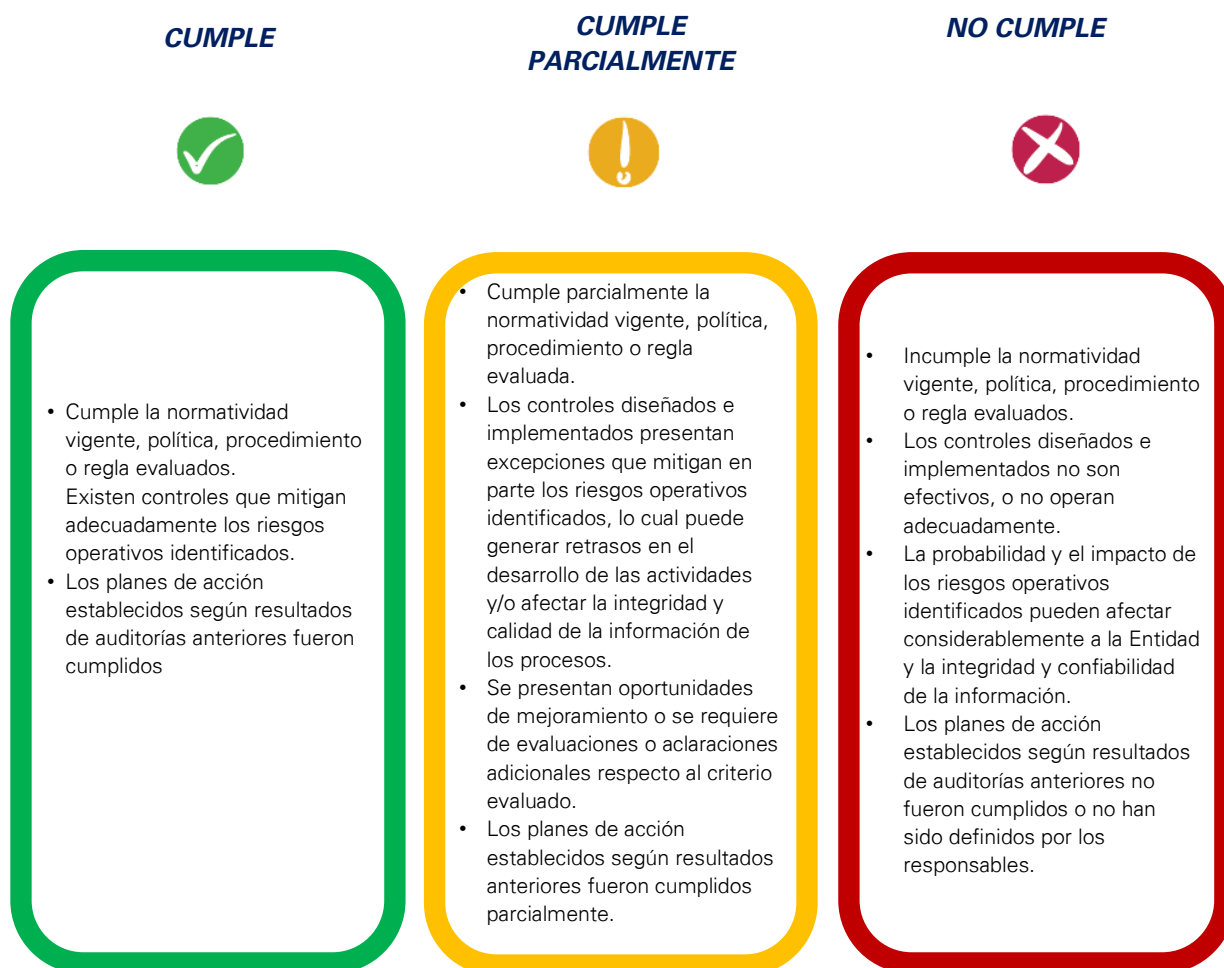 CUMPLE
CUMPLE
PARCIALMENTE
NO CUMPLE
• Cumple la normatividad
vigente, política, procedimiento
o regla evaluados.
Existen controles que mitigan
adecuadamente los riesgos
operativos identificados.
• Los planes de acción
establecidos según resultados
de auditorías anteriores fueron
cumplidos
• Cumple parcialmente la
normatividad vigente, política,
procedimiento o regla
evaluada.
• Los controles diseñados e
implementados presentan
excepciones que mitigan en
parte los riesgos operativos
identificados, lo cual puede
generar retrasos en el
desarrollo de las actividades
y/o afectar la integridad y
calidad de la información de
los procesos.
• Se presentan oportunidades
de mejoramiento o se requiere
de evaluaciones o aclaraciones
adicionales respecto al criterio
evaluado.
• Los planes de acción
establecidos según resultados
anteriores fueron cumplidos
parcialmente.
• Incumple la normatividad
vigente, política, procedimiento
o regla evaluados.
• Los controles diseñados e
implementados no son
efectivos, o no operan
adecuadamente.
• La probabilidad y el impacto de
los riesgos operativos
identificados pueden afectar
considerablemente a la Entidad
y la integridad y confiabilidad
de la información.
• Los planes de acción
establecidos según resultados
de auditorías anteriores no
fueron cumplidos o no han
sido definidos por los
responsables.